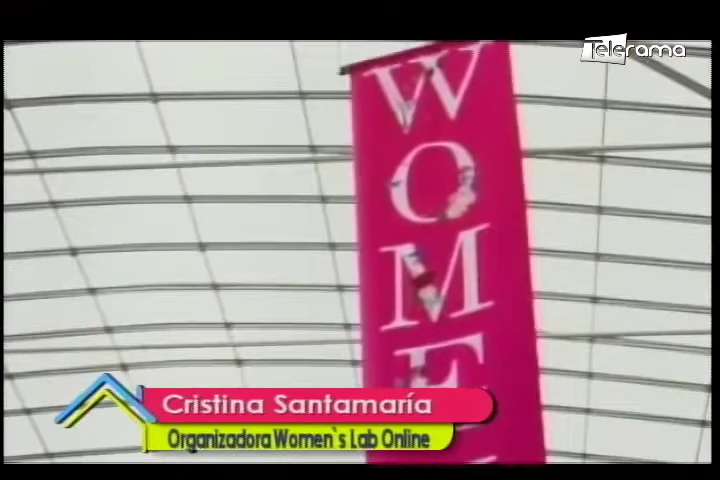 Telerama
WOME
Cristina Santamaría
Organizadora Women`s Lab Online